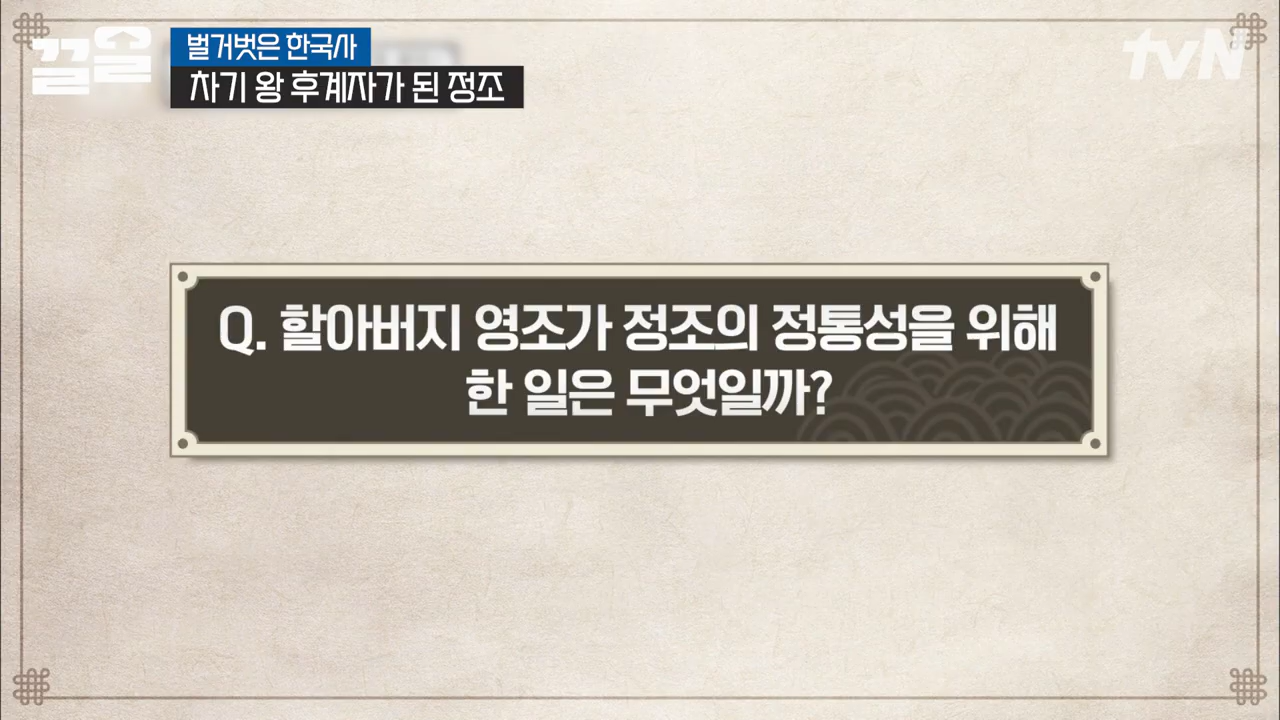 끌올
벌거벗은 한국사
tvN
차기 왕 후계자가 된 정조
Q. 할아버지 영조가 정조의 정통성을 위해
한 일은 무엇일까?